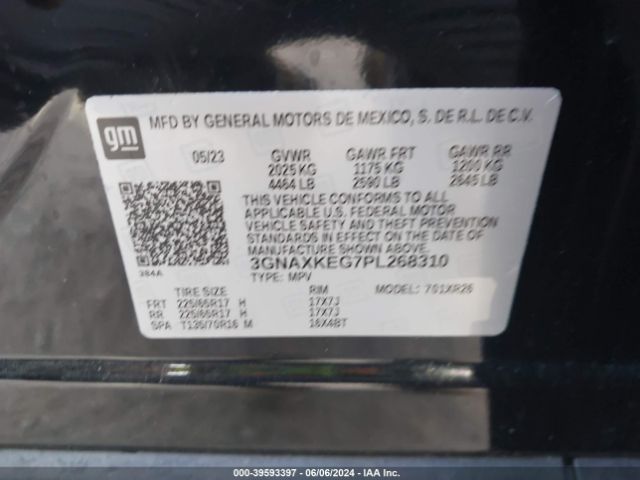 gm
MFD BY GENERAL MOTORS DE MEXICO, S. DE R.L. DE C.V.
05/23 GVWR GAWR FRT GAWR RR
2025 KG 1175 KG 1200 KG
4464 LB 2590 LB 2645 LB
THIS VEHICLE CONFORMS TO ALL
APPLICABLE U.S. FEDERAL MOTOR
VEHICLE SAFETY AND THEFT
PREVENTION STANDARDS IN
EFFECT ON THE DATE OF
MANUFACTURE SHOWN ABOVE.
3GNAXKEG7PL268310
384A
TYPE: MPV MODEL:
TIRE SIZE RIM
FRT 225/65R17 H 17X7J
RR 225/65R17 H 17X7J
SPA T135/70R16 M 16X4BT
000-39593397 - 06/06/2024 - IAA, Inc.